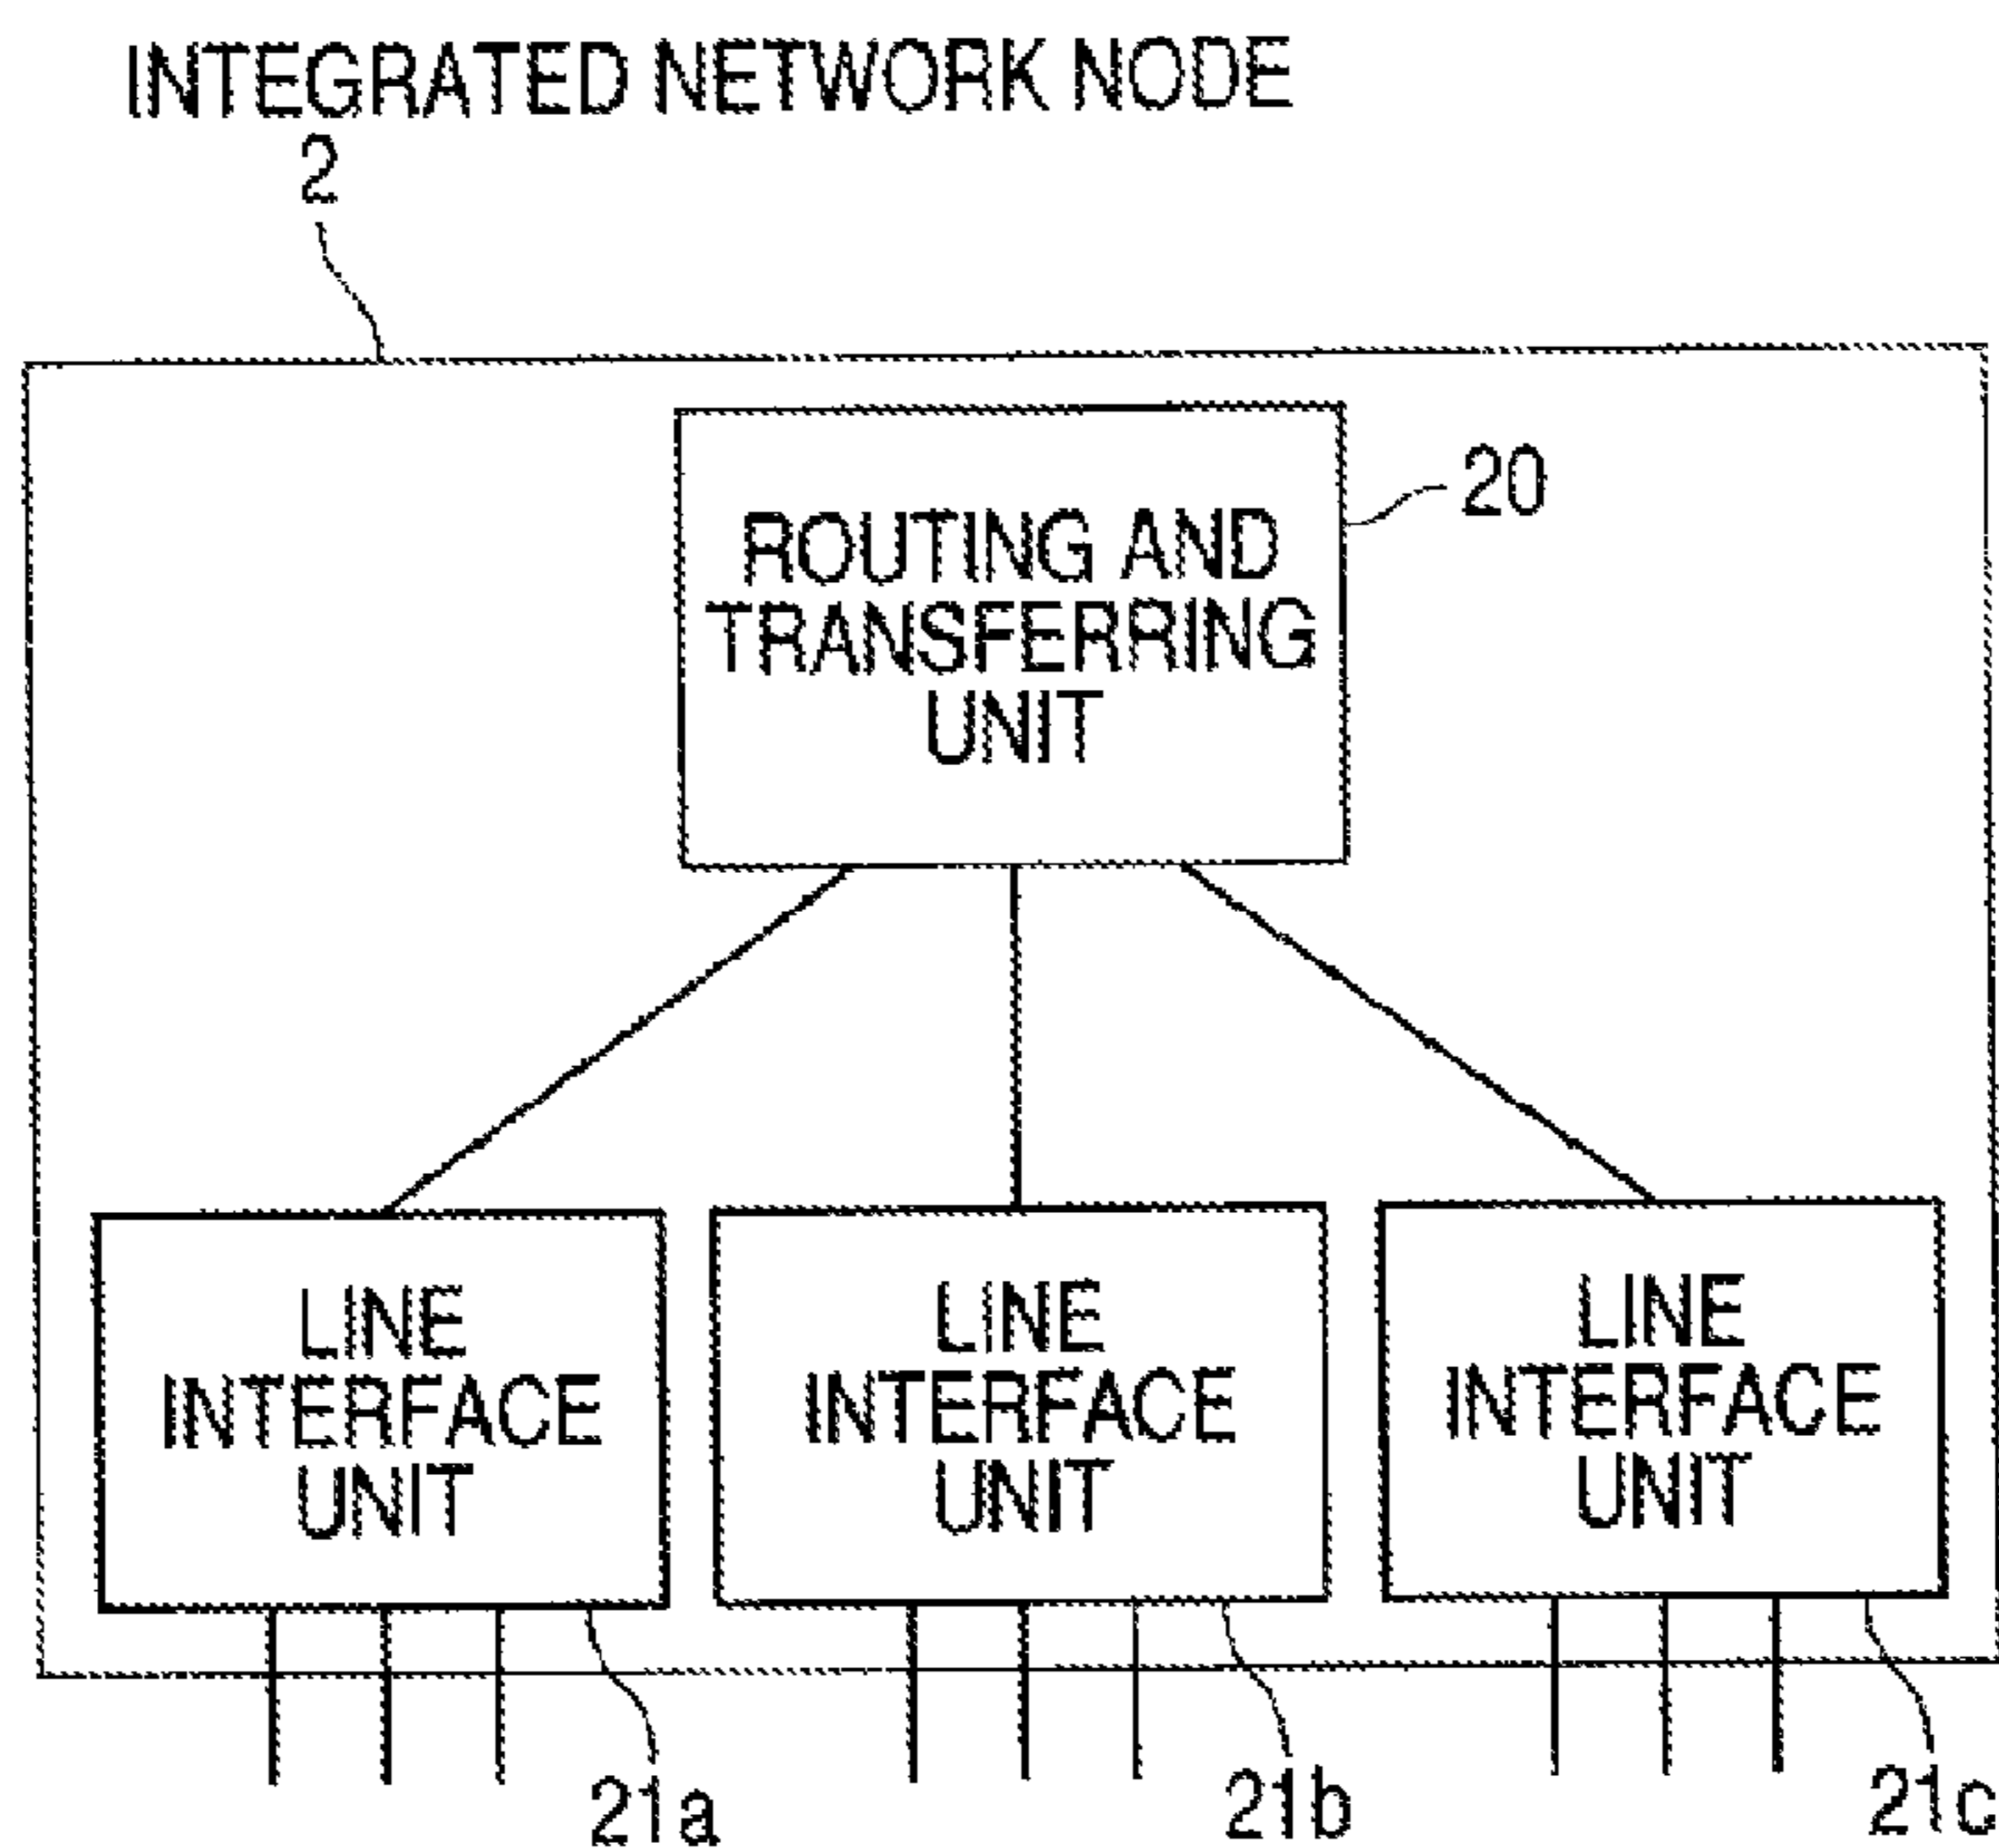 INTEGRATED NETWORK NODE
2
20
ROUTING AND
TRANSFERRING
UNIT
LINE
INTERFACE
UNIT
LINE
INTERFACE
UNIT
LINE
INTERFACE
UNIT
21a
21b
21c